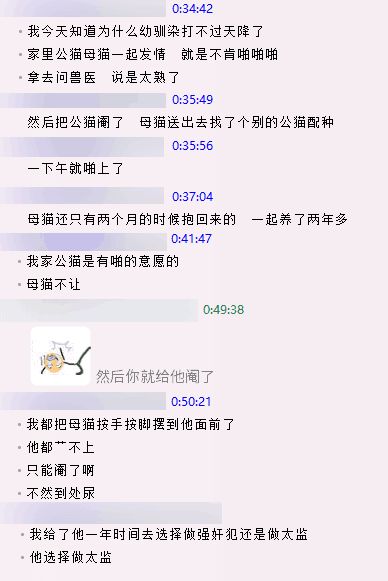 0:34:42
我今天知道为什么幼驯染打不过天降了
家里公猫母猫一起发情 就是不肯啪啪啪
拿去问兽医 说是太熟了
0:35:49
然后把公猫阉了 母猫送出去找了个别的公猫配种
0:35:56
一下午就啪上了
0:37:04
母猫还只有两个月的时候抱回来的 一起养了两年多
0:41:47
我家公猫是有啪的意愿的
母猫不让
0:49:38
然后你就给他阉了
0:50:21
我都把母猫按手按脚摆到他面前了
他都艹不上
只能阉了啊
不然到处尿
我给了他一年时间去选择做强奸犯还是做太监
他选择做太监